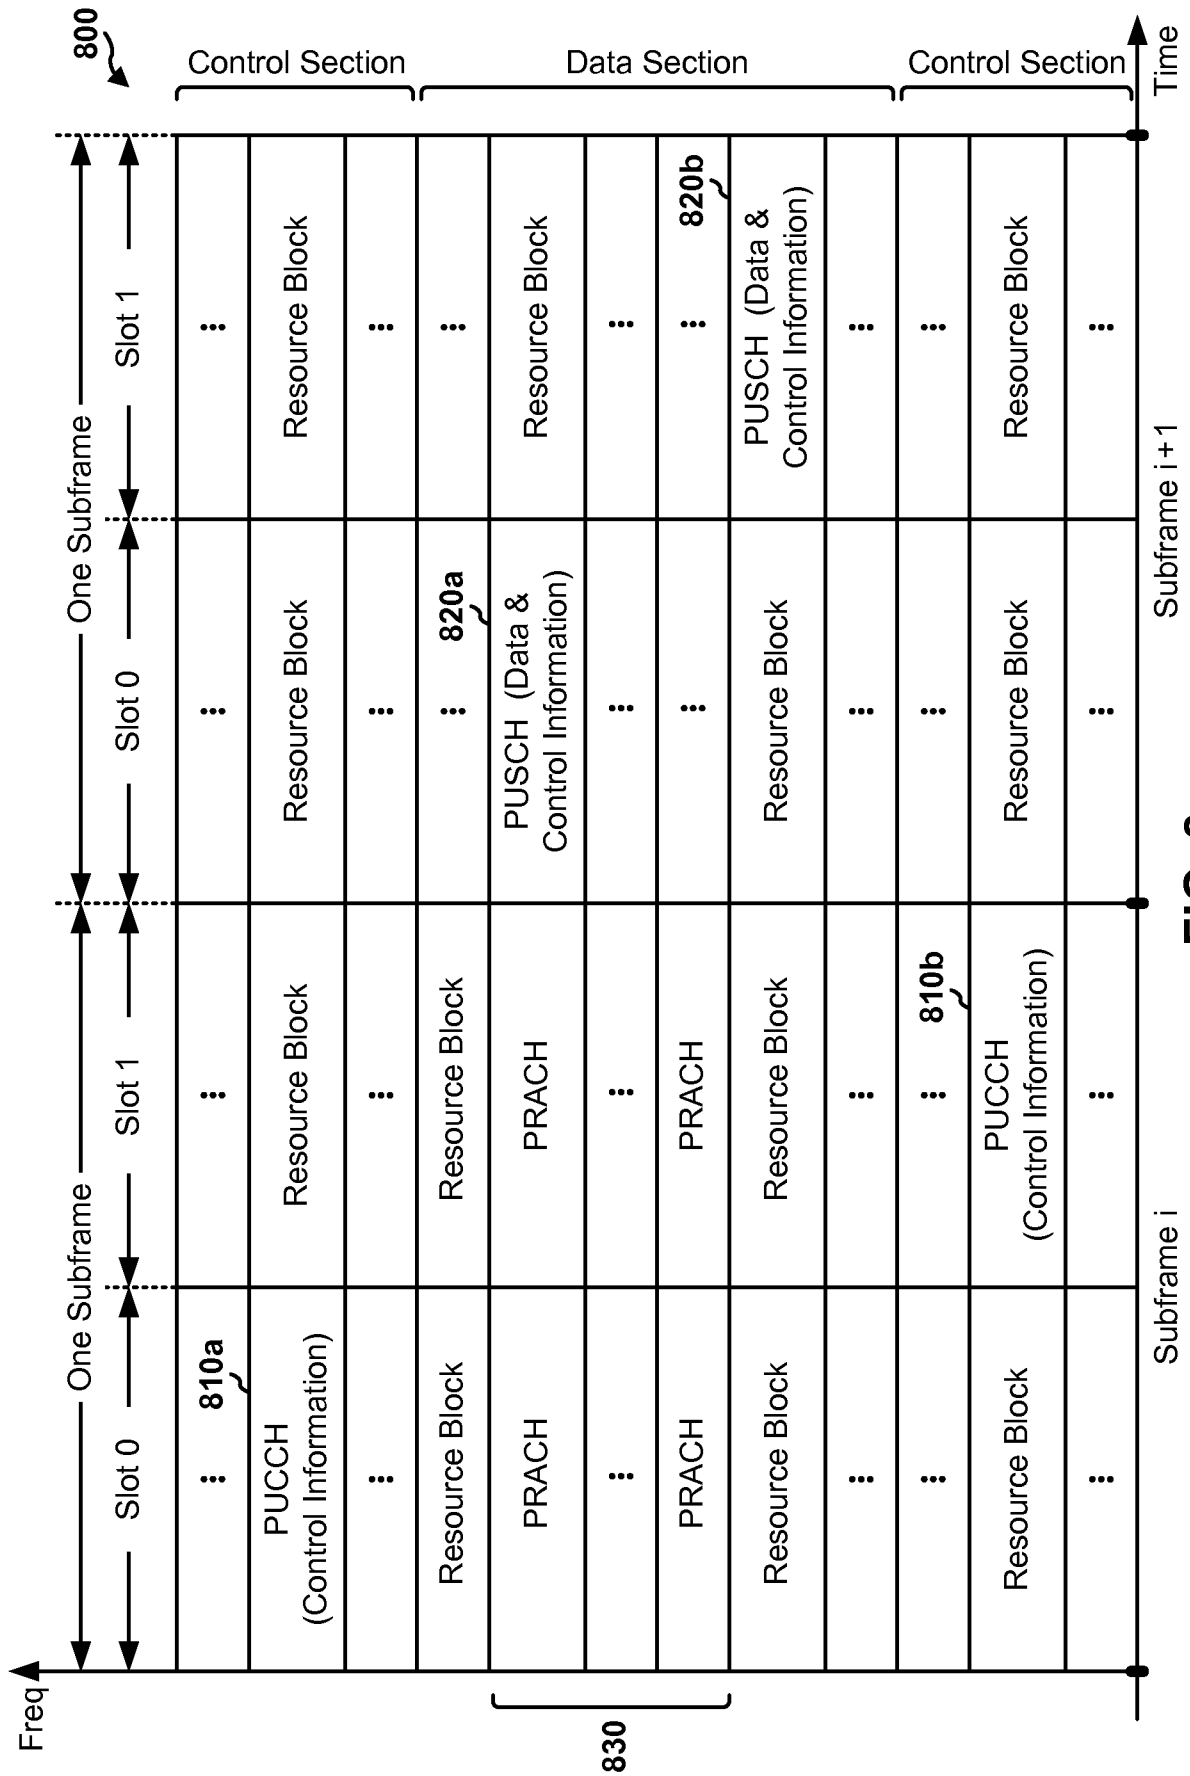 800
Freq
One Subframe
One Subframe
Slot 0
Slot 1
Slot 0
Slot 1
...
810a
...
...
...
PUCCH
(Control Information)
Resource Block
Resource Block
Resource Block
Control Section
...
...
...
...
Resource Block
Resource Block
...
820a
...
830
PRACH
PRACH
PUSCH (Data &
Control Information)
Resource Block
...
...
...
...
Data Section
PRACH
PRACH
...
...
820b
Resource Block
Resource Block
Resource Block
PUSCH (Data &
Control Information)
...
...
...
...
...
...
810b
...
...
Resource Block
PUCCH
(Control Information)
Resource Block
Resource Block
Control Section
...
...
...
...
Subframe i
Subframe i + 1
Time